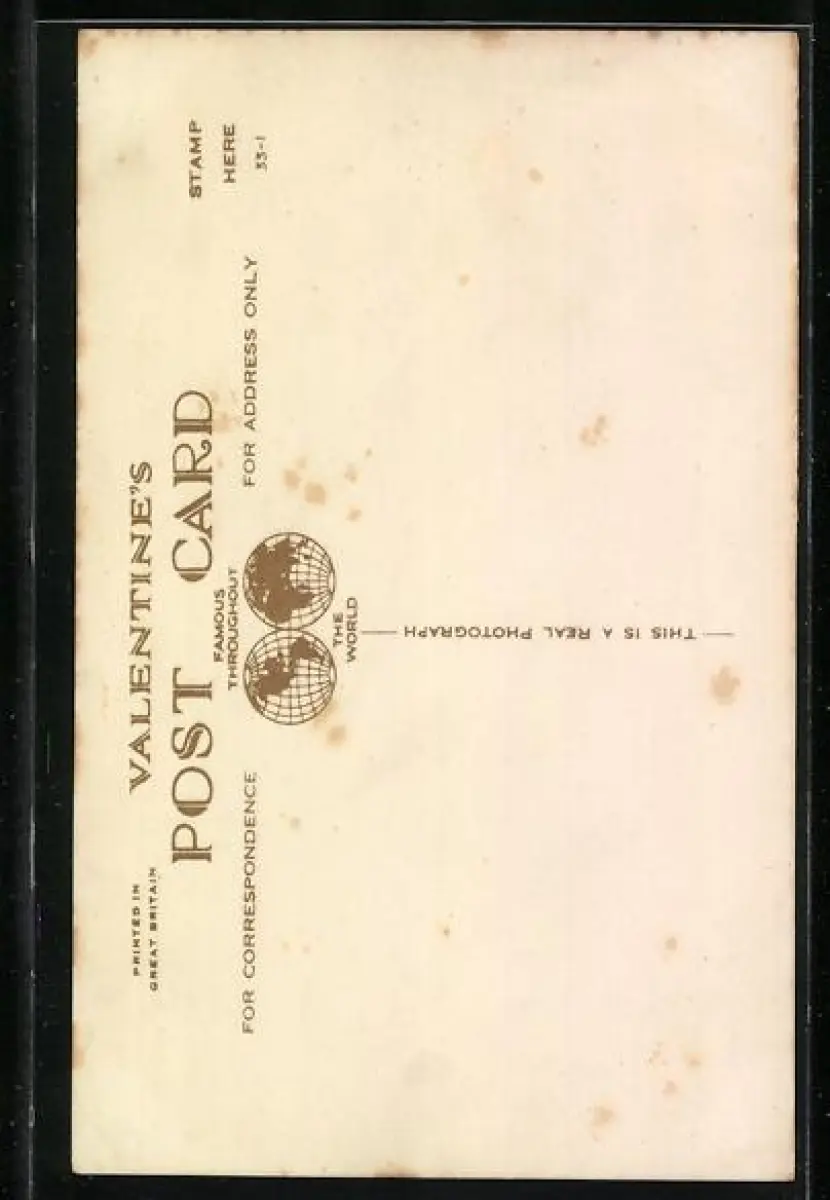 PRINTED IN
GREAT BRITAIN
VALENTINE'S
POST CARD
STAMP
HERE
33-1
FAMOUS
THROUGHOUT
THE
WORLD
FOR CORRESPONDENCE
FOR ADDRESS ONLY
THIS IS A REAL PHOTOGRAPH